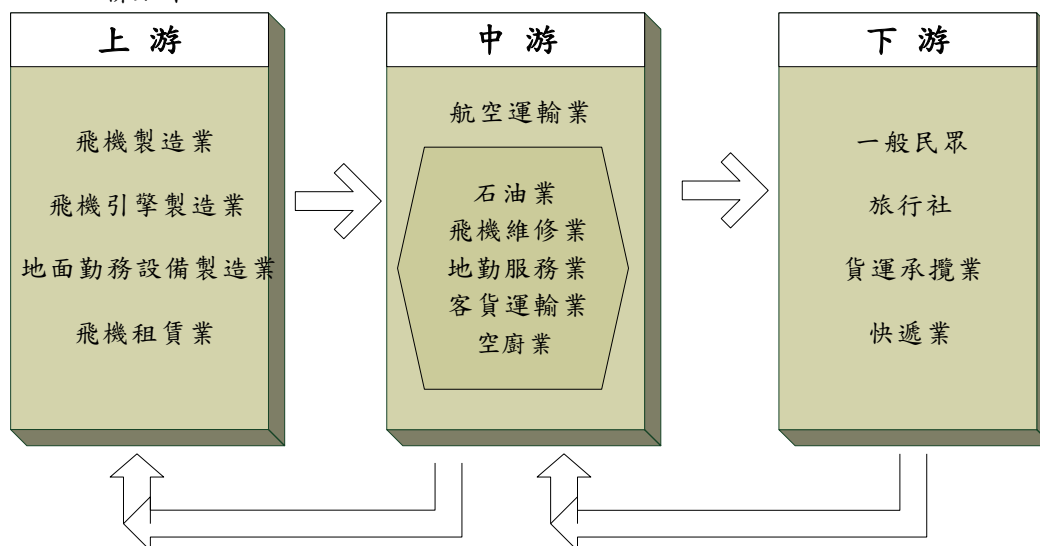 上游
飛機製造業
飛機引擎製造業
地面勤務設備製造業
飛機租賃業
中游
航空運輸業
石油業
飛機維修業
地勤服務業
客貨運輸業
空廚業
下游
一般民眾
旅行社
貨運承攬業
快遞業